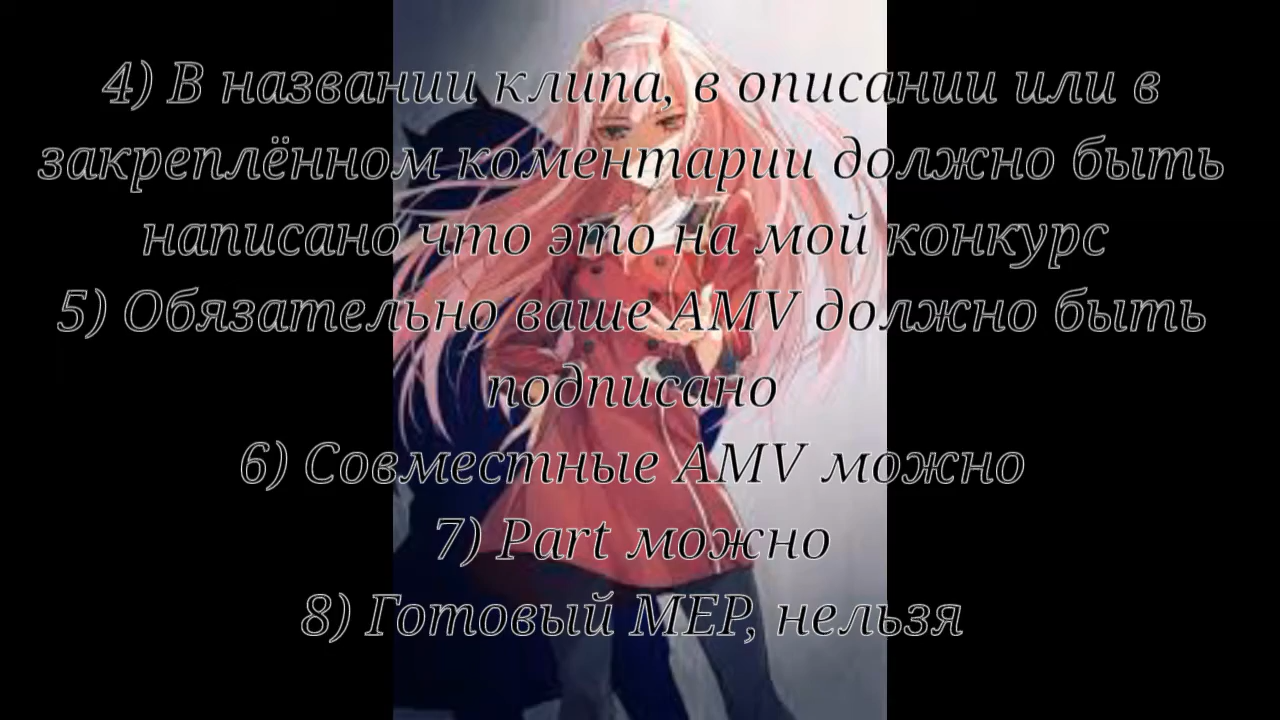 4) В названии клипа, в описании или в
закреплённом коментарии должно быть
написано что это на мой конкурс
5) Обязательно ваше AMV должно быть
подписано
6) Совместные AMV можно
7) Part можно
8) Готовый MEP, нельзя